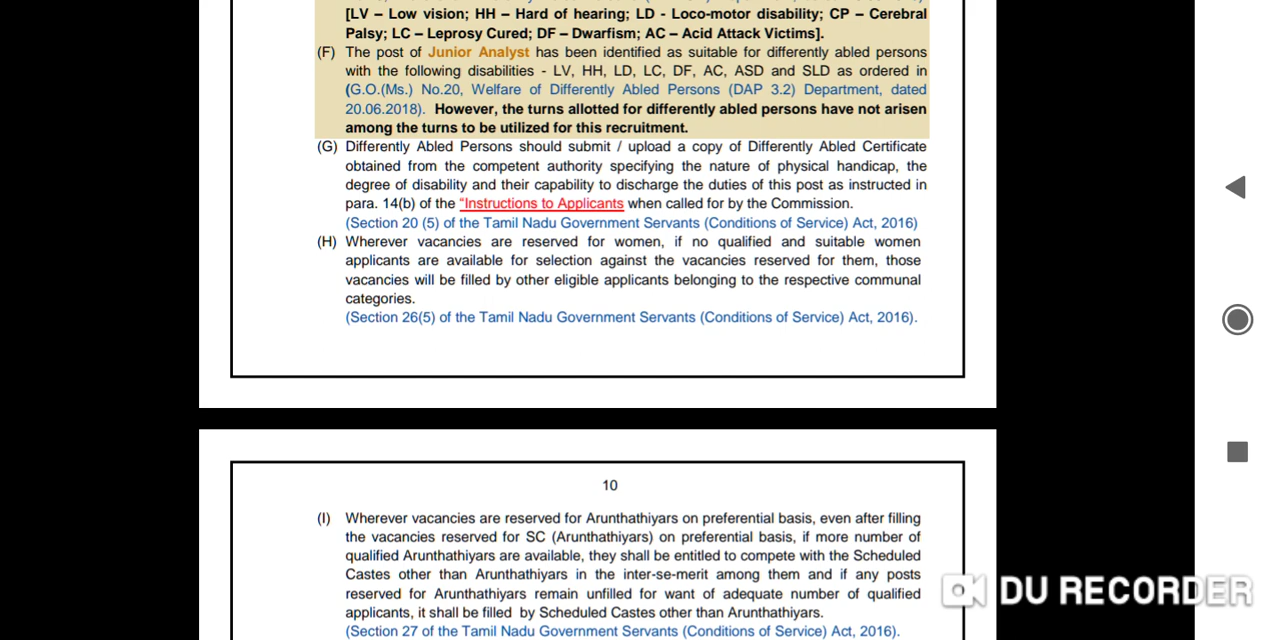 [LV – Low vision; HH – Hard of hearing; LD - Loco-motor disability; CP – Cerebral
Palsy; LC – Leprosy Cured; DF – Dwarfism; AC – Acid Attack Victims].
(F) The post of Junior Analyst has been identified as suitable for differently abled persons
with the following disabilities - LV, HH, LD, LC, DF, AC, ASD and SLD as ordered in
(G.O.(Ms.) No.20, Welfare of Differently Abled Persons (DAP 3.2) Department, dated
20.06.2018). However, the turns allotted for differently abled persons have not arisen
among the turns to be utilized for this recruitment.
(G) Differently Abled Persons should submit / upload a copy of Differently Abled Certificate
obtained from the competent authority specifying the nature of physical handicap, the
degree of disability and their capability to discharge the duties of this post as instructed in
para. 14(b) of the “Instructions to Applicants when called for by the Commission.
(Section 20 (5) of the Tamil Nadu Government Servants (Conditions of Service) Act, 2016)
(H) Wherever vacancies are reserved for women, if no qualified and suitable women
applicants are available for selection against the vacancies reserved for them, those
vacancies will be filled by other eligible applicants belonging to the respective communal
categories.
(Section 26(5) of the Tamil Nadu Government Servants (Conditions of Service) Act, 2016).
10
(I) Wherever vacancies are reserved for Arunthathiyars on preferential basis, even after filling
the vacancies reserved for SC (Arunthathiyars) on preferential basis, if more number of
qualified Arunthathiyars are available, they shall be entitled to compete with the Scheduled
Castes other than Arunthathiyars in the inter-se-merit among them and if any posts
reserved for Arunthathiyars remain unfilled for want of adequate number of qualified
applicants, it shall be filled by Scheduled Castes other than Arunthathiyars.
(Section 27 of the Tamil Nadu Government Servants (Conditions of Service) Act, 2016).
DU RECORDER